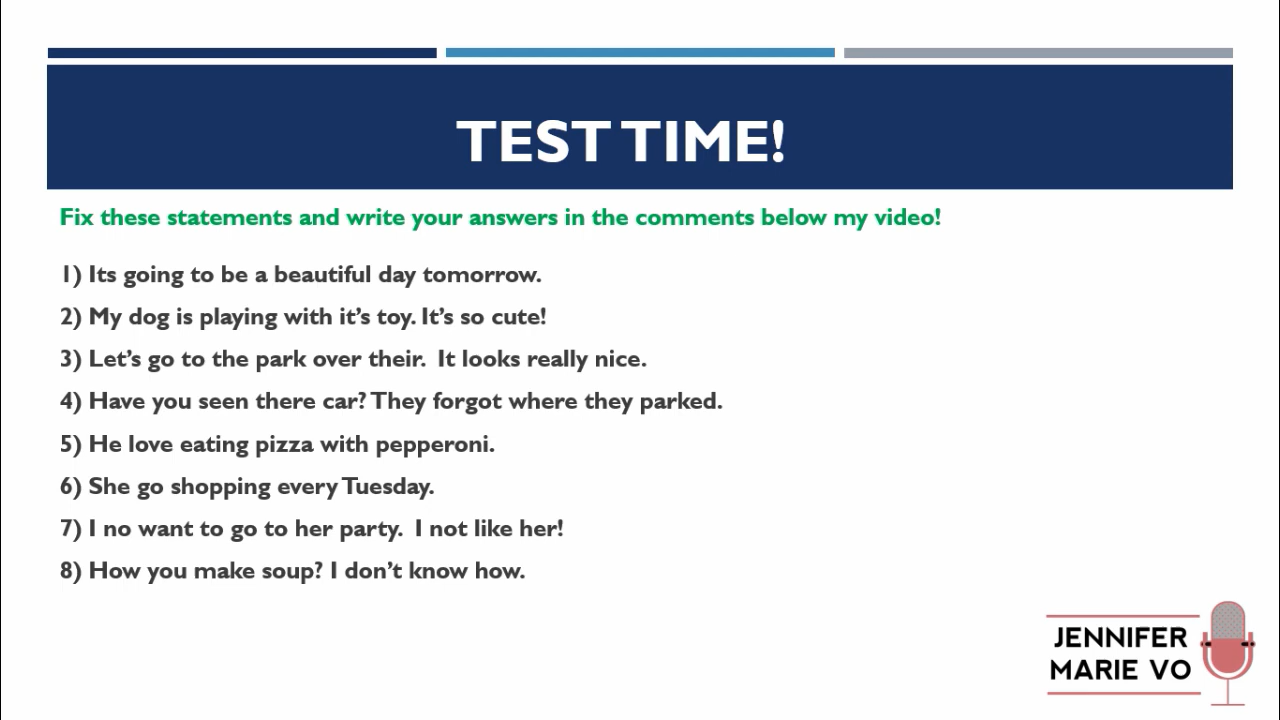 TEST TIME!
Fix these statements and write your answers in the comments below my video!
1) Its going to be a beautiful day tomorrow.
2) My dog is playing with it’s toy. It’s so cute!
3) Let’s go to the park over their.  It looks really nice.
4) Have you seen there car? They forgot where they parked.
5) He love eating pizza with pepperoni.
6) She go shopping every Tuesday.
7) I no want to go to her party.  I not like her!
8) How you make soup? I don’t know how.
JENNIFER
MARIE VO